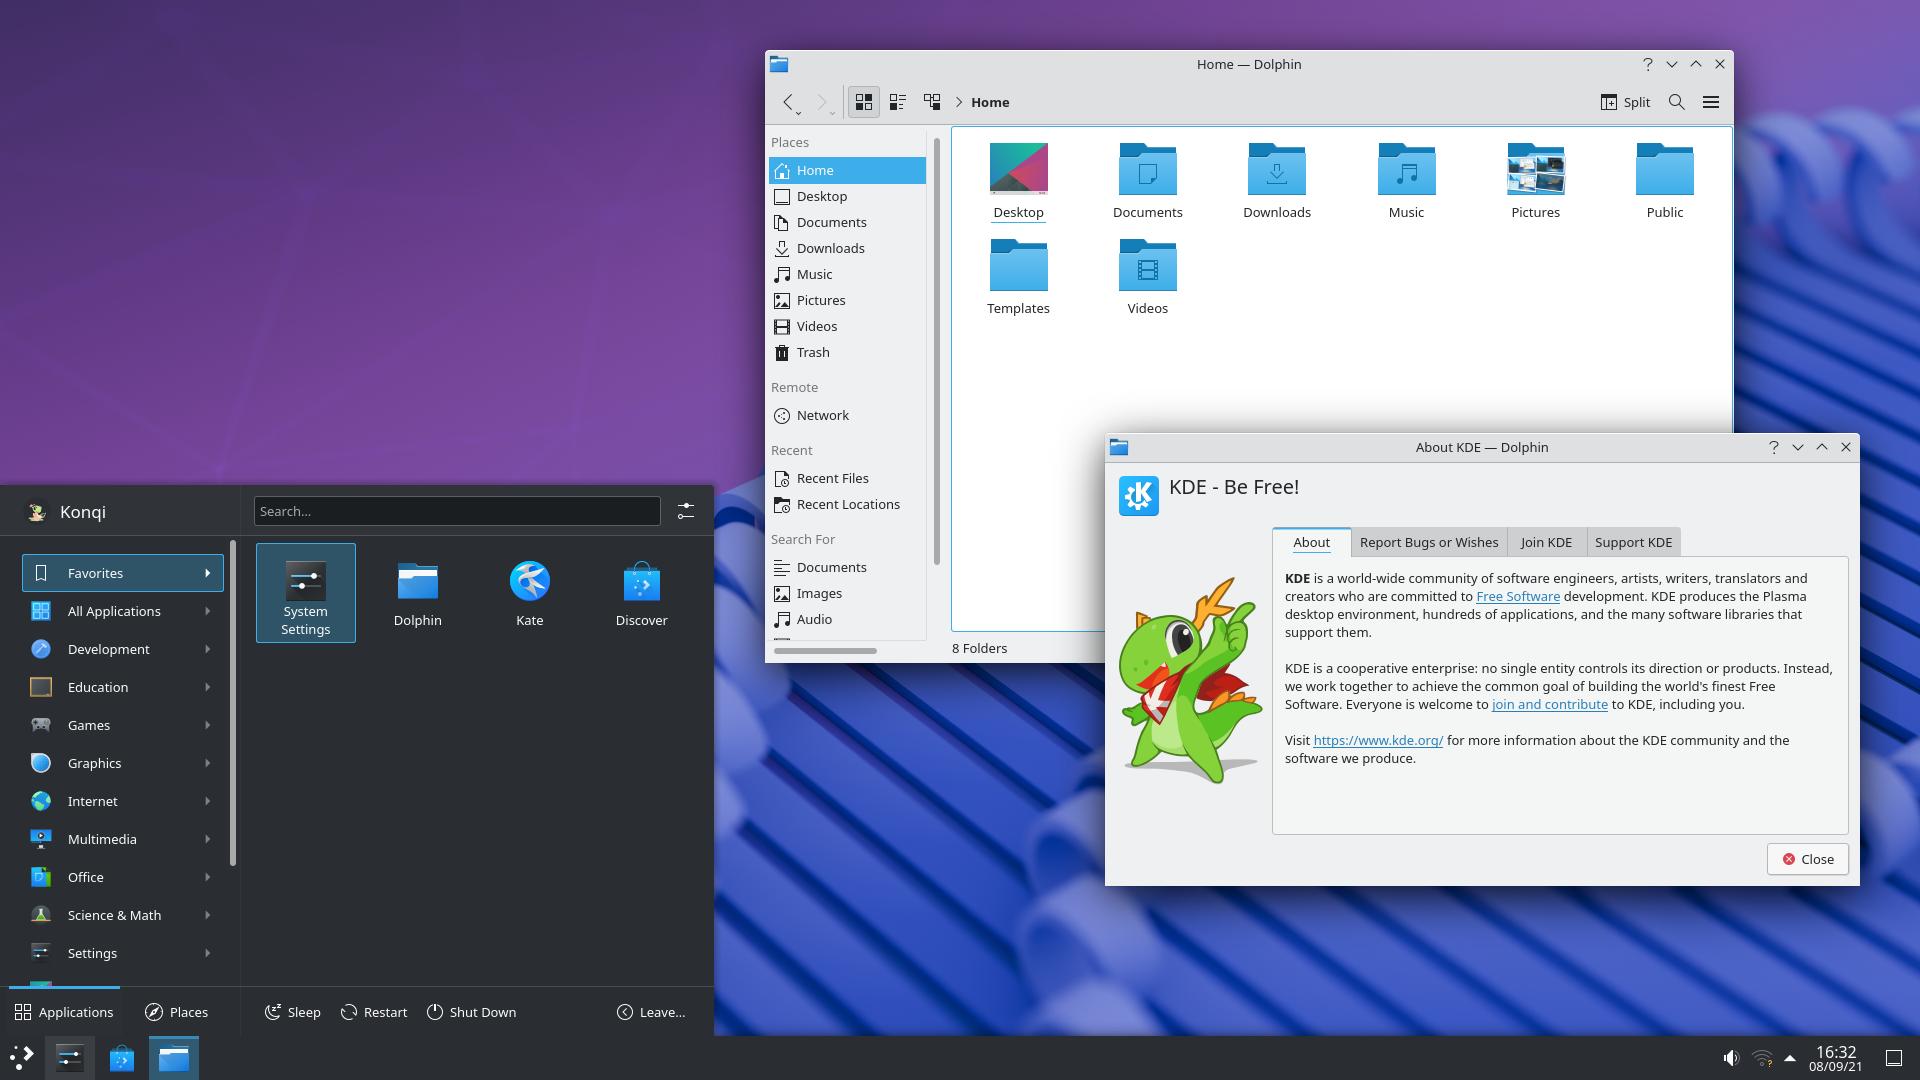 Home — Dolphin
Home
Split
Places
Home
Desktop
Documents
Downloads
Music
Pictures
Videos
Trash
Remote
Network
Recent
Recent Files
Recent Locations
Search For
Documents
Images
Audio
Desktop
Documents
Downloads
Music
Pictures
Public
Templates
Videos
8 Folders
About KDE — Dolphin
KDE - Be Free!
About
Report Bugs or Wishes
Join KDE
Support KDE
KDE is a world-wide community of software engineers, artists, writers, translators and
creators who are committed to Free Software development. KDE produces the Plasma
desktop environment, hundreds of applications, and the many software libraries that
support them.
KDE is a cooperative enterprise: no single entity controls its direction or products. Instead,
we work together to achieve the common goal of building the world's finest Free
Software. Everyone is welcome to join and contribute to KDE, including you.
Visit https://www.kde.org/ for more information about the KDE community and the
software we produce.
Close
Konqi
Search...
Favorites
All Applications
Development
Education
Games
Graphics
Internet
Multimedia
Office
Science & Math
Settings
System
Settings
Dolphin
Kate
Discover
Applications
Places
Sleep
Restart
Shut Down
Leave...
16:32
08/09/21